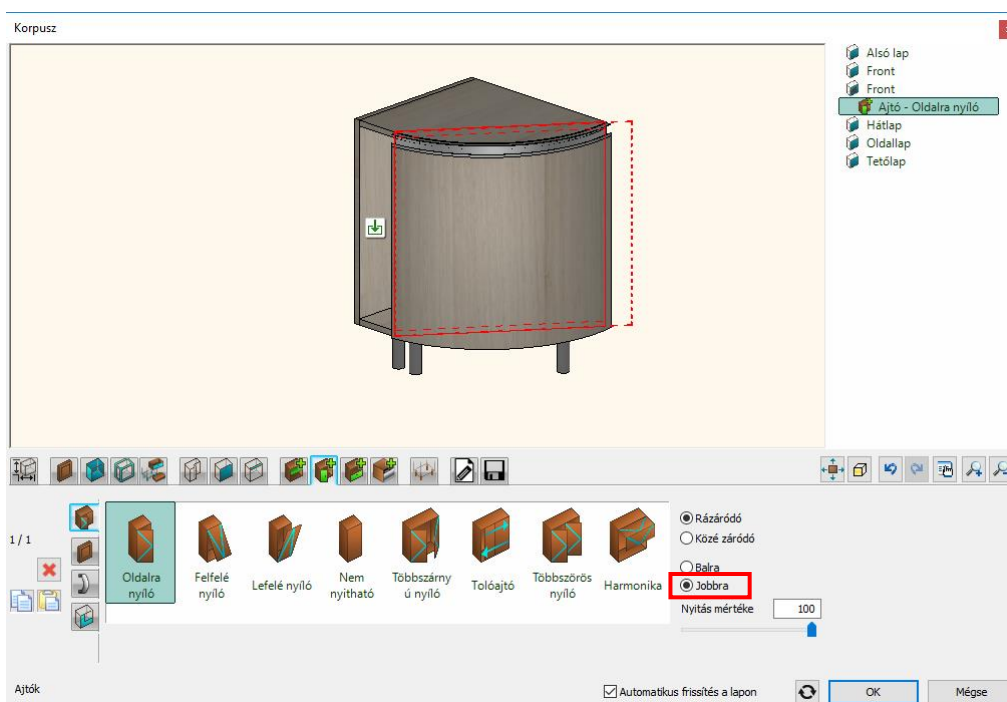 Korpusz
Alsó lap
Front
Front
Ajtó - Oldalra nyíló
Hátlap
Oldallap
Tetőlap
1 / 1
Oldalra
nyíló
Felfelé
nyíló
Lefelé nyíló
Nem
nyitható
Többszárny
ú nyíló
Tolóajtó
Többszörös
nyíló
Harmonika
Rázáródó
Közé záródó
Balra
Jobbra
Nyitás mértéke
100
Ajtók
Automatikus frissítés a lapon
OK
Mégse